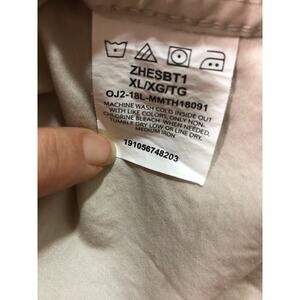 ZHESBT1
XL/XG/TG
OJ2-18L-MMTH18091
MACHINE WASH COLD INSIDE OUT
WITH LIKE COLORS, ONLY NON-
CHLORINE BLEACH- WHEN NEEDED.
TUMBLE DRY LOW OR LINE DRY.
MEDIUM IRON
191056748203